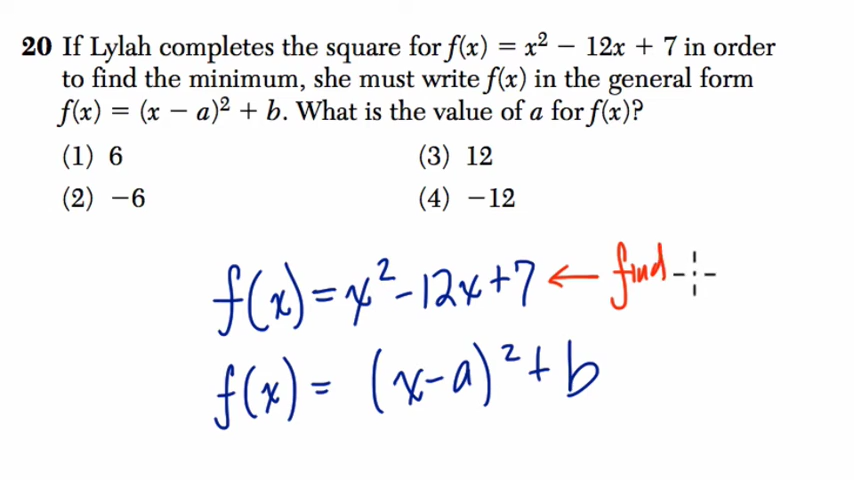 20 If Lylah completes the square for f(x) = x² − 12x + 7 in order
to find the minimum, she must write f(x) in the general form
f(x) = (x − a)² + b. What is the value of a for f(x)?
(1) 6 (3) 12
(2) −6 (4) −12
f(x) = x² - 12x + 7 ← find
f(x) = (x - a)² + b